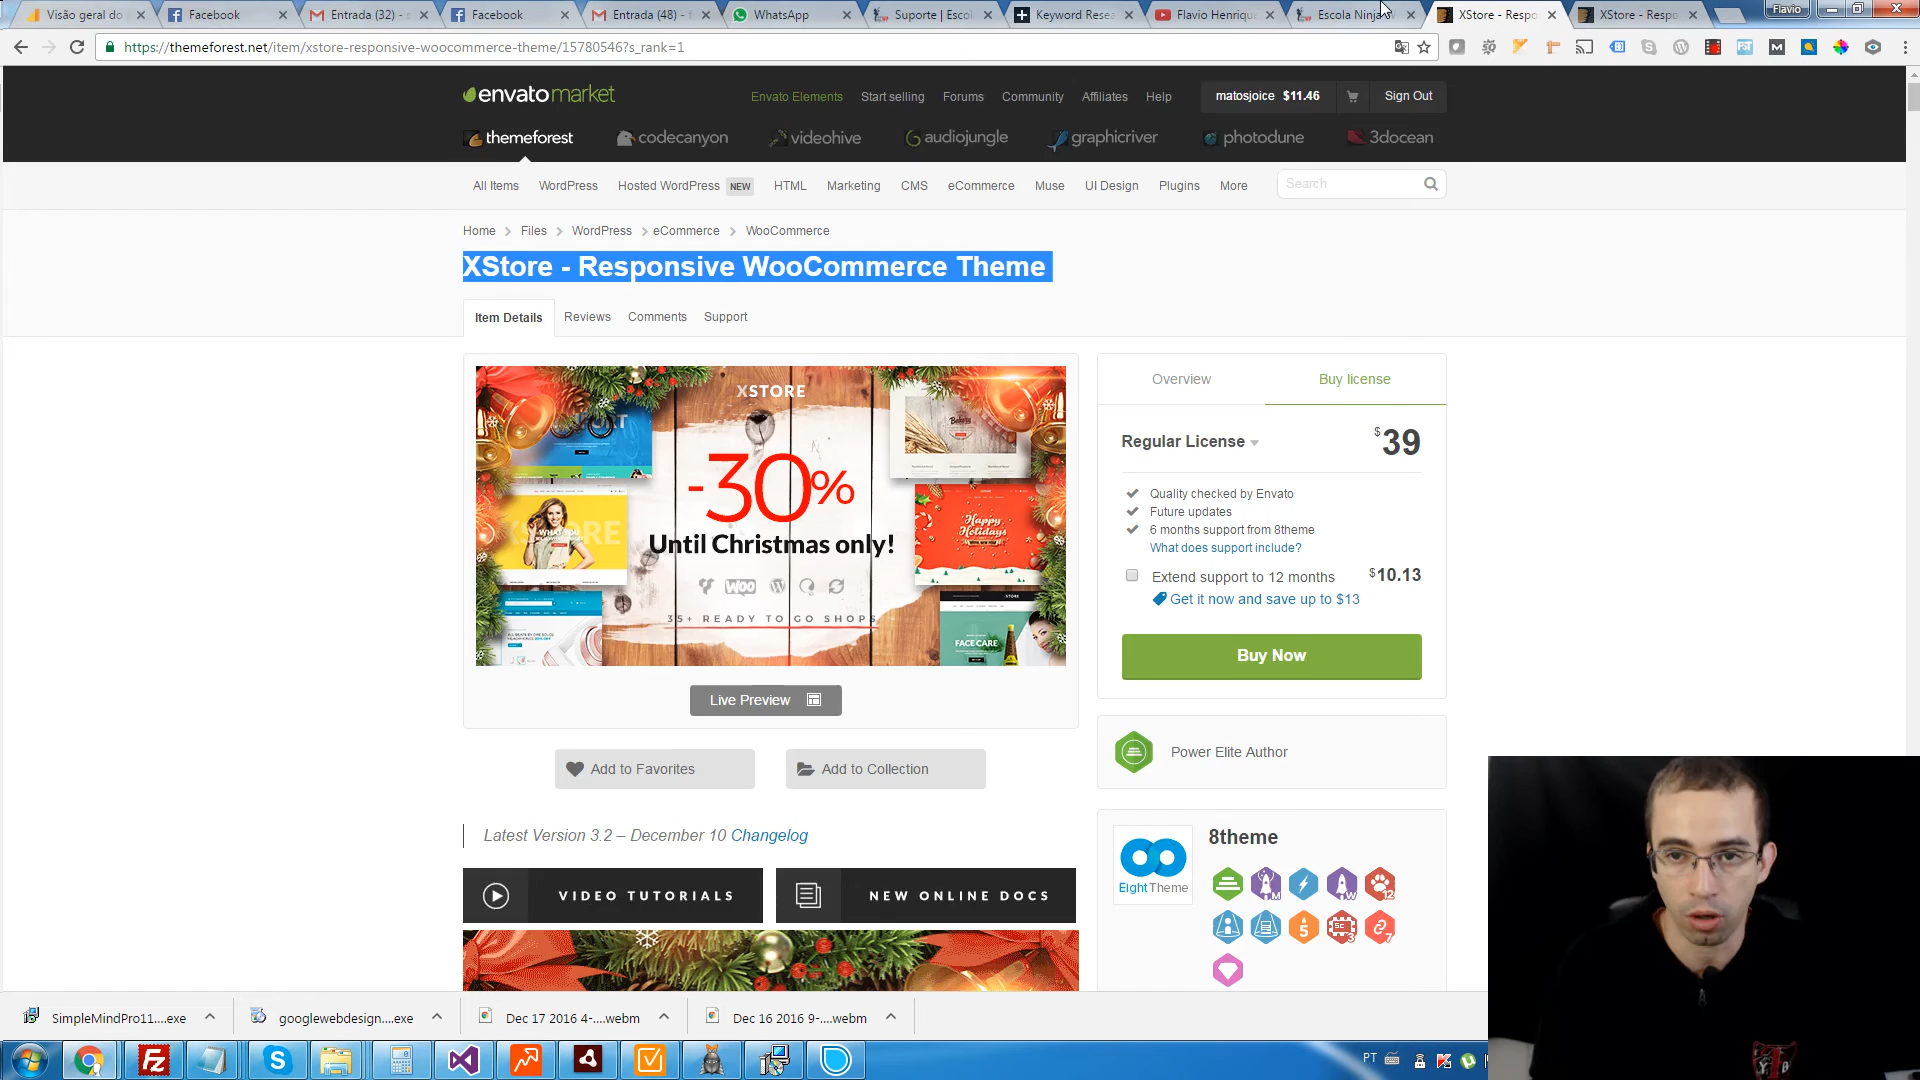 Visão geral do
Facebook
Entrada (32) - s
Facebook
Entrada (48) - f
WhatsApp
Suporte | Escol
Keyword Resea
Flavio Henrique
Escola Ninja
XStore - Respo
XStore - Respo
Flavio
https://themeforest.net/item/xstore-responsive-woocommerce-theme/15780546?s_rank=1
envatomarket
Envato Elements
Start selling
Forums
Community
Affiliates
Help
matosjoice $11.46
Sign Out
themeforest
codecanyon
videohive
audiojungle
graphicriver
photodune
3docean
All Items
WordPress
Hosted WordPress NEW
HTML
Marketing
CMS
eCommerce
Muse
UI Design
Plugins
More
Search
Home
Files
WordPress
eCommerce
WooCommerce
XStore - Responsive WooCommerce Theme
Item Details
Reviews
Comments
Support
XSTORE
-30%
Until Christmas only!
Woo
35+ READY TO GO SHOPS
Happy
Holidays
FACE CARE
Live Preview
Add to Favorites
Add to Collection
Latest Version 3.2 – December 10 Changelog
VIDEO TUTORIALS
NEW ONLINE DOCS
Overview
Buy license
Regular License
$39
Quality checked by Envato
Future updates
6 months support from 8theme
What does support include?
Extend support to 12 months
$10.13
Get it now and save up to $13
Buy Now
Power Elite Author
8theme
EightTheme
SimpleMindPro11....exe
googlewebdesign....exe
Dec 17 2016 4-....webm
Dec 16 2016 9-....webm
PT